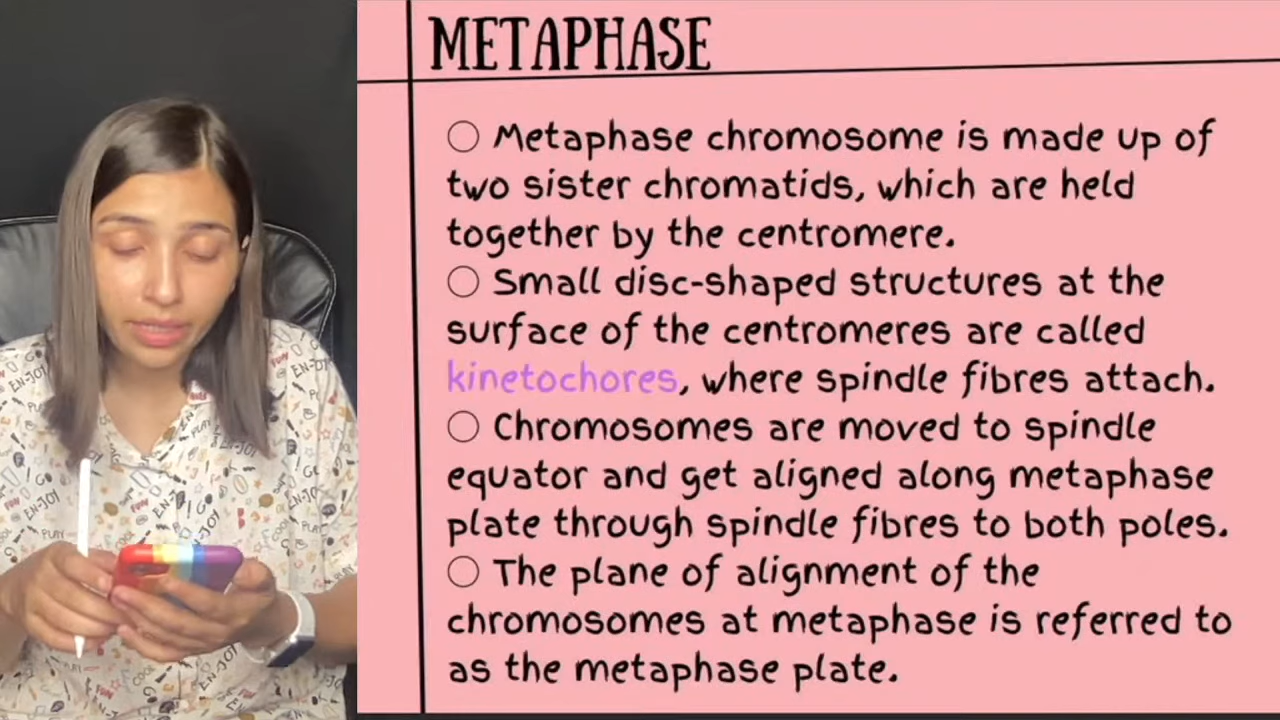 METAPHASE
○ Metaphase chromosome is made up of
two sister chromatids, which are held
together by the centromere.
○ Small disc-shaped structures at the
surface of the centromeres are called
kinetochores, where spindle fibres attach.
○ Chromosomes are moved to spindle
equator and get aligned along metaphase
plate through spindle fibres to both poles.
○ The plane of alignment of the
chromosomes at metaphase is referred to
as the metaphase plate.